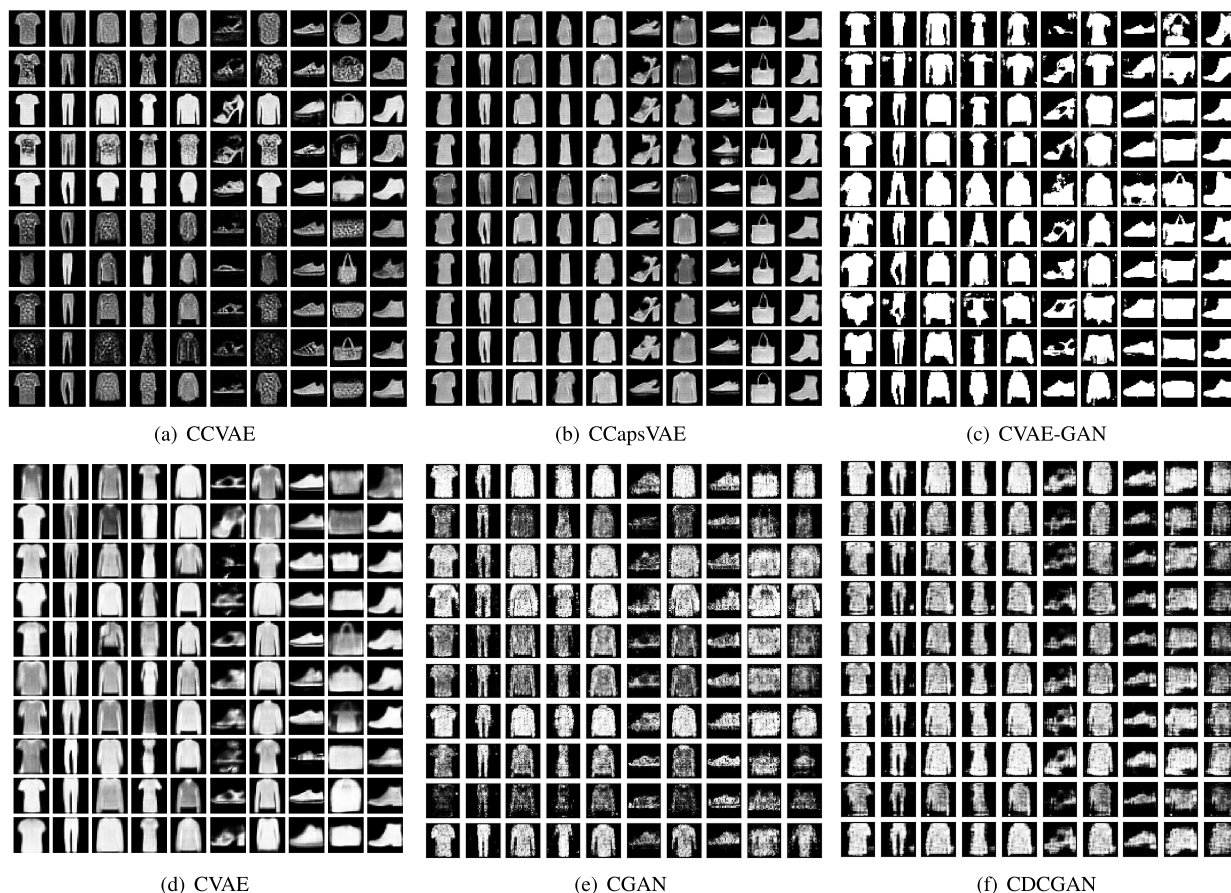 (a) CCVAE
(b) CCapsVAE
(c) CVAE-GAN
(d) CVAE
(e) CGAN
(f) CDCGAN